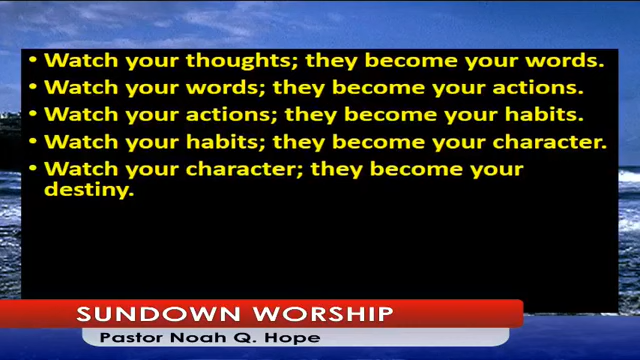 • Watch your thoughts; they become your words.
• Watch your words; they become your actions.
• Watch your actions; they become your habits.
• Watch your habits; they become your character.
• Watch your character; they become your
destiny.
SUNDOWN WORSHIP
Pastor Noah Q. Hope